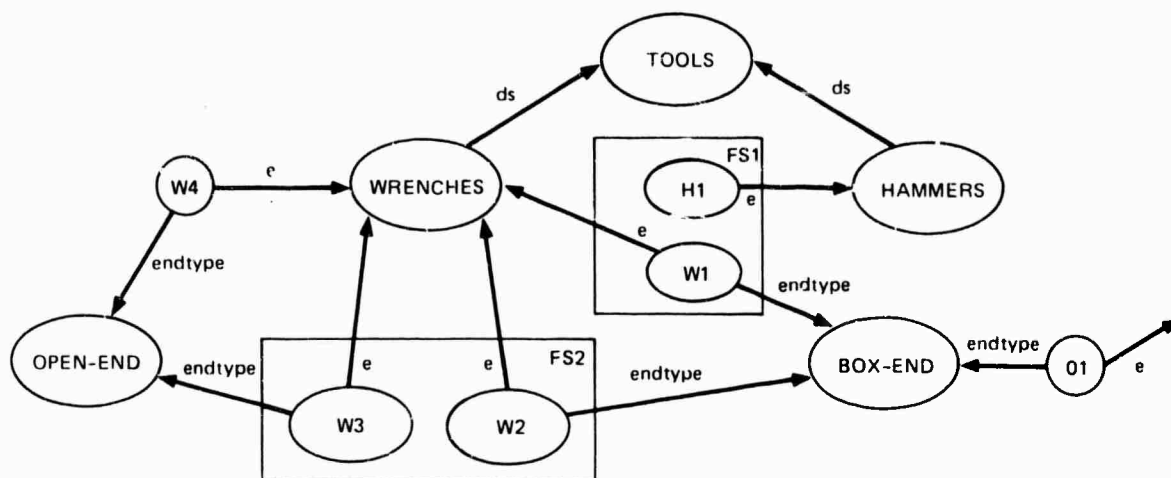 TOOLS
ds
ds
FS1
W4
e
WRENCHES
H1
e
HAMMERS
e
W1
endtype
endtype
OPEN-END
endtype
e
e
FS2
endtype
BOX-END
endtype
01
e
W3
W2